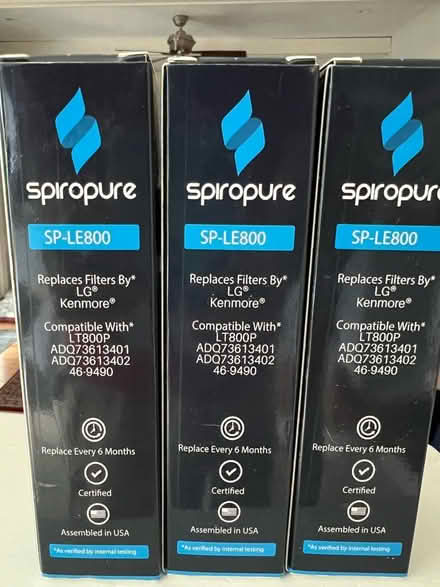 spiropure
SP-LE800
Replaces Filters By*
LG®
Kenmore®
Compatible With*
LT800P
ADQ73613401
ADQ73613402
46-9490
Replace Every 6 Months
Certified
Assembled in USA
*As verified by internal testing
spiropure
SP-LE800
Replaces Filters By*
LG®
Kenmore®
Compatible With*
LT800P
ADQ73613401
ADQ73613402
46-9490
Replace Every 6 Months
Certified
Assembled in USA
*As verified by internal testing
spiropure
SP-LE800
Replaces Filters By*
LG®
Kenmore®
Compatible With*
LT800P
ADQ73613401
ADQ73613402
46-9490
Replace Every 6 Months
Certified
Assembled in USA
*As verified by internal testing